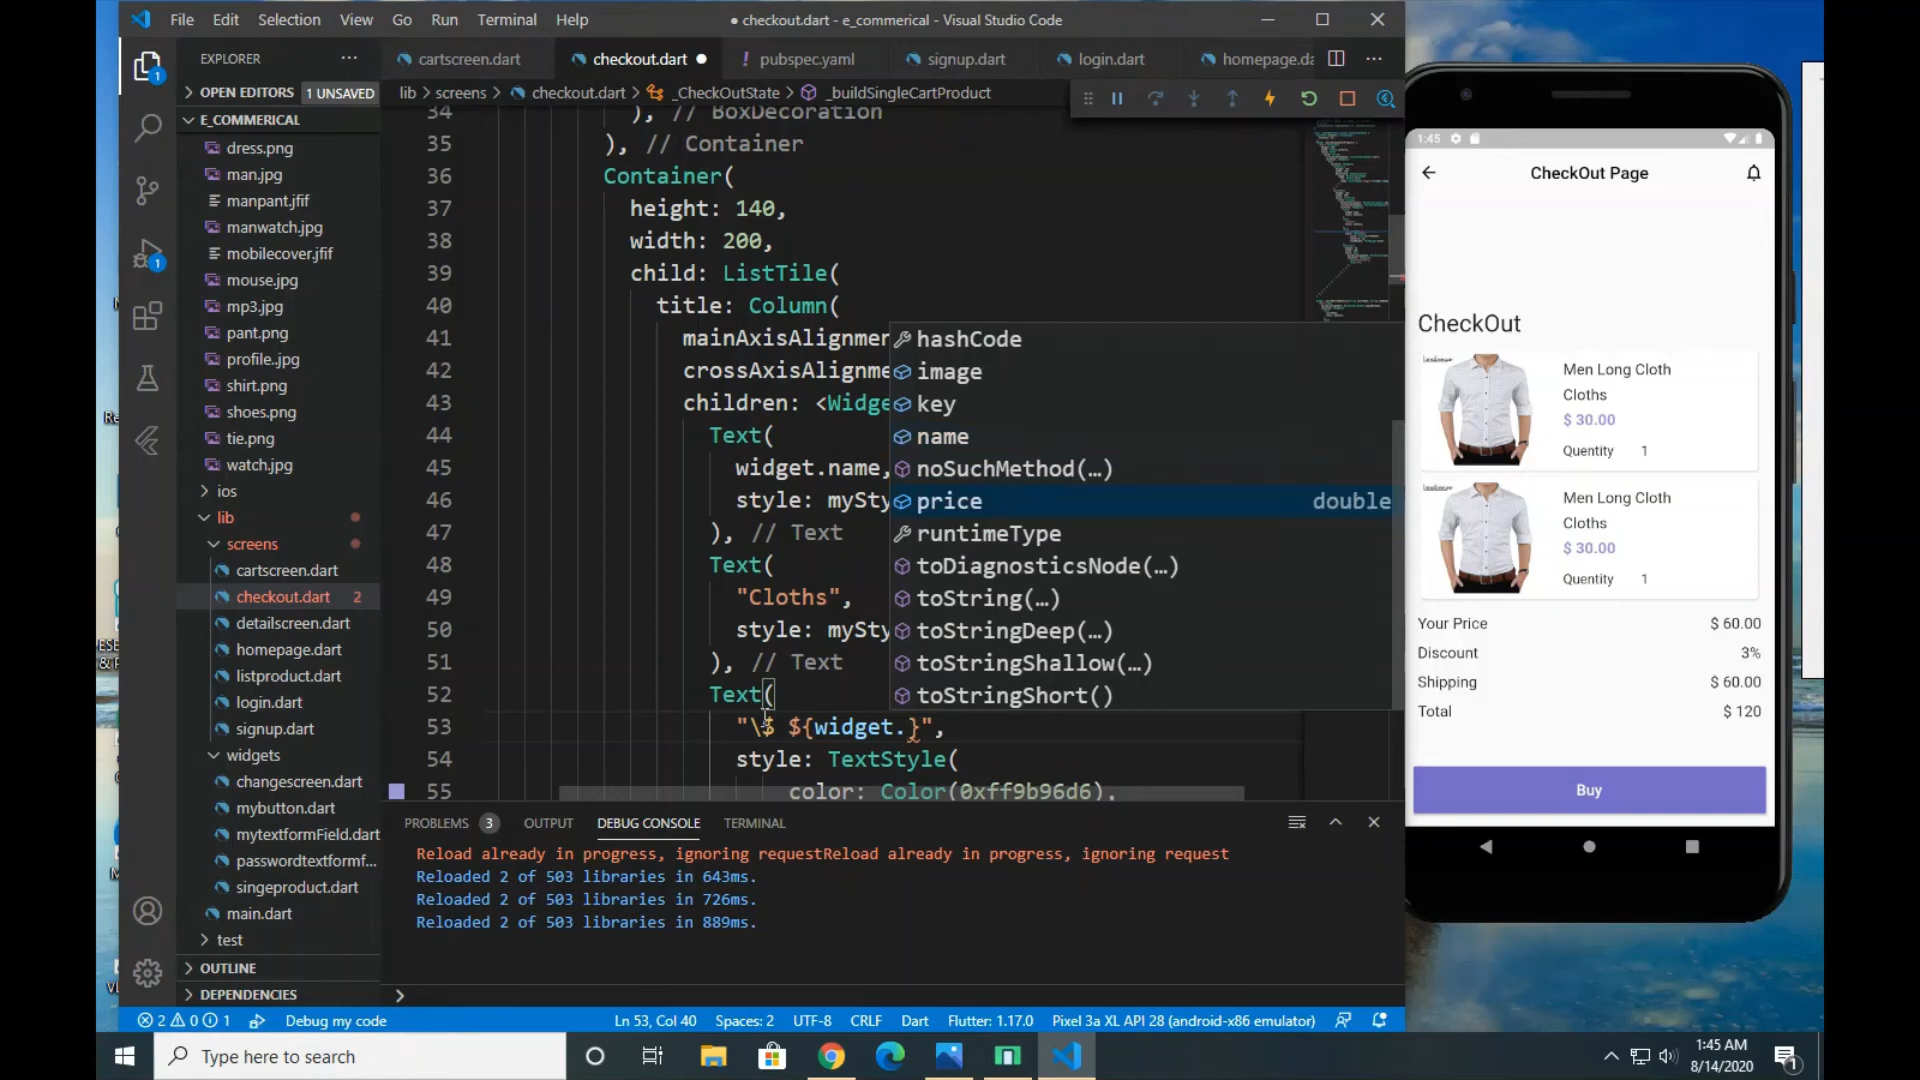 File Edit Selection View Go Run Terminal Help
● checkout.dart - e_commerical - Visual Studio Code
EXPLORER
cartscreen.dart
checkout.dart ●
! pubspec.yaml
signup.dart
login.dart
homepage.da
OPEN EDITORS 1 UNSAVED
lib > screens > checkout.dart > _CheckOutState > _buildSingleCartProduct
E_COMMERICAL
dress.png
man.jpg
manpant.jfif
manwatch.jpg
mobilecover.jfif
mouse.jpg
mp3.jpg
pant.png
profile..jpg
shirt.png
shoes.png
tie.png
watch.jpg
ios
lib
screens
cartscreen.dart
checkout.dart 2
detailscreen.dart
homepage.dart
listproduct.dart
login.dart
signup.dart
widgets
changescreen.dart
mybutton.dart
mytextformField.dart
passwordtextformf...
singeproduct.dart
main.dart
test
OUTLINE
DEPENDENCIES
34 ), // BoxDecoration
35 ), // Container
36 Container(
37 height: 140,
38 width: 200,
39 child: ListTile(
40 title: Column(
41 mainAxisAlignmen
42 crossAxisAlignme
43 children: <Widge
44 Text(
45 widget.name,
46 style: mySty
47 ), // Text
48 Text(
49 "Cloths",
50 style: mySty
51 ), // Text
52 Text(
53 "\$ ${widget.}",
54 style: TextStyle(
55 color: Color(0xff9b96d6),
hashCode
image
key
name
noSuchMethod(…)
price double
runtimeType
toDiagnosticsNode(…)
toString(…)
toStringDeep(…)
toStringShallow(…)
toStringShort()
PROBLEMS 3 OUTPUT DEBUG CONSOLE TERMINAL
Reload already in progress, ignoring requestReload already in progress, ignoring request
Reloaded 2 of 503 libraries in 643ms.
Reloaded 2 of 503 libraries in 726ms.
Reloaded 2 of 503 libraries in 889ms.
2 0 1 Debug my code Ln 53, Col 40 Spaces: 2 UTF-8 CRLF Dart Flutter: 1.17.0 Pixel 3a XL API 28 (android-x86 emulator)
Type here to search
1:45 AM
8/14/2020
1
1:45
CheckOut Page
CheckOut
Men Long Cloth
Cloths
$ 30.00
Quantity 1
Men Long Cloth
Cloths
$ 30.00
Quantity 1
Your Price $ 60.00
Discount 3%
Shipping $ 60.00
Total $ 120
Buy